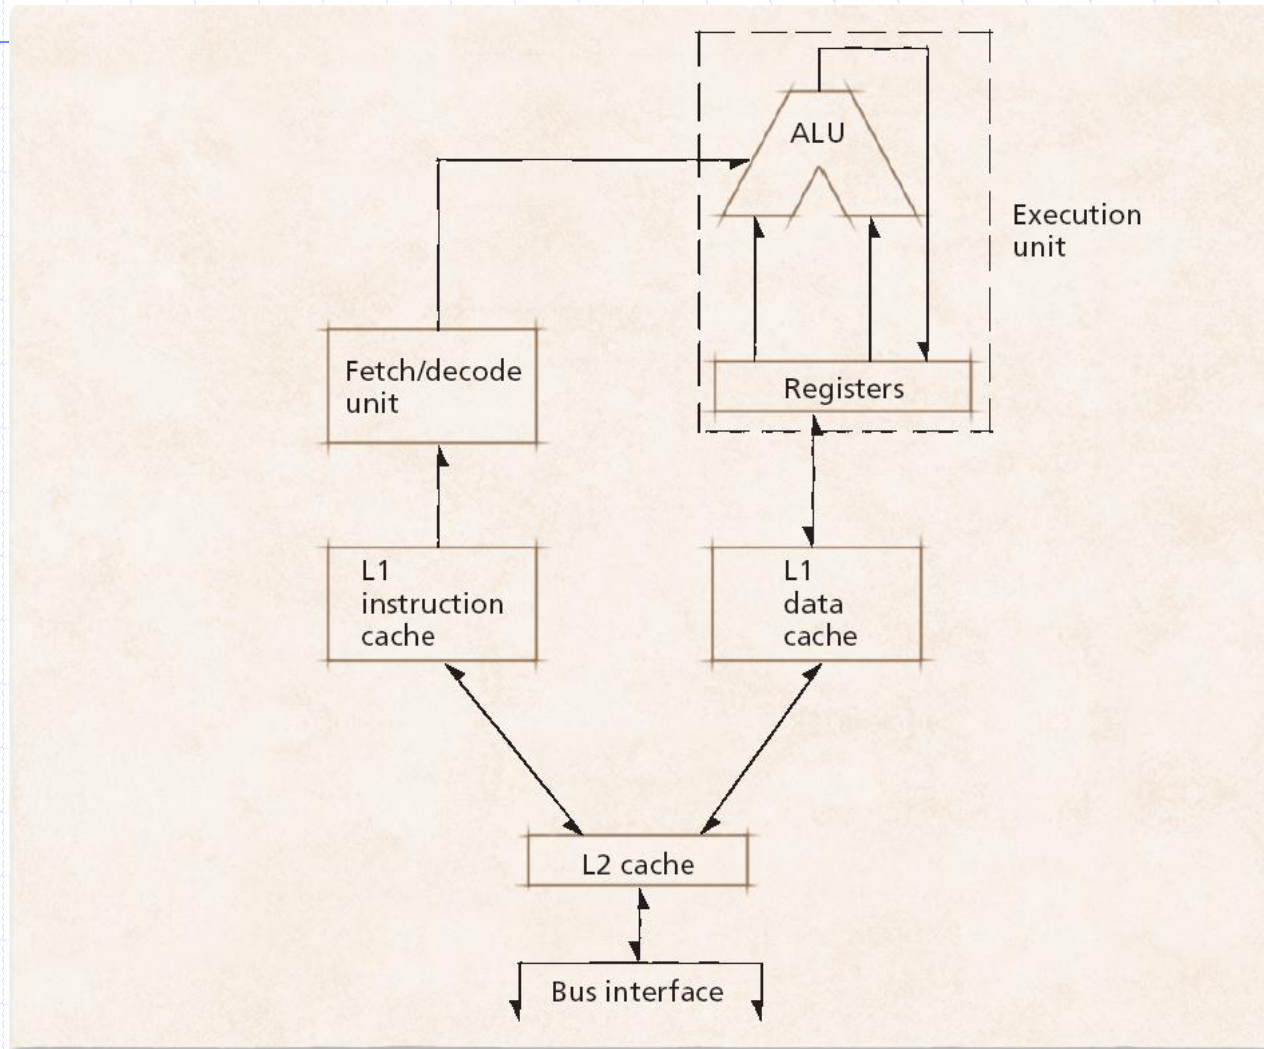 ALU
Execution
unit
Fetch/decode
unit
Registers
L1
instruction
cache
L1
data
cache
L2 cache
Bus interface